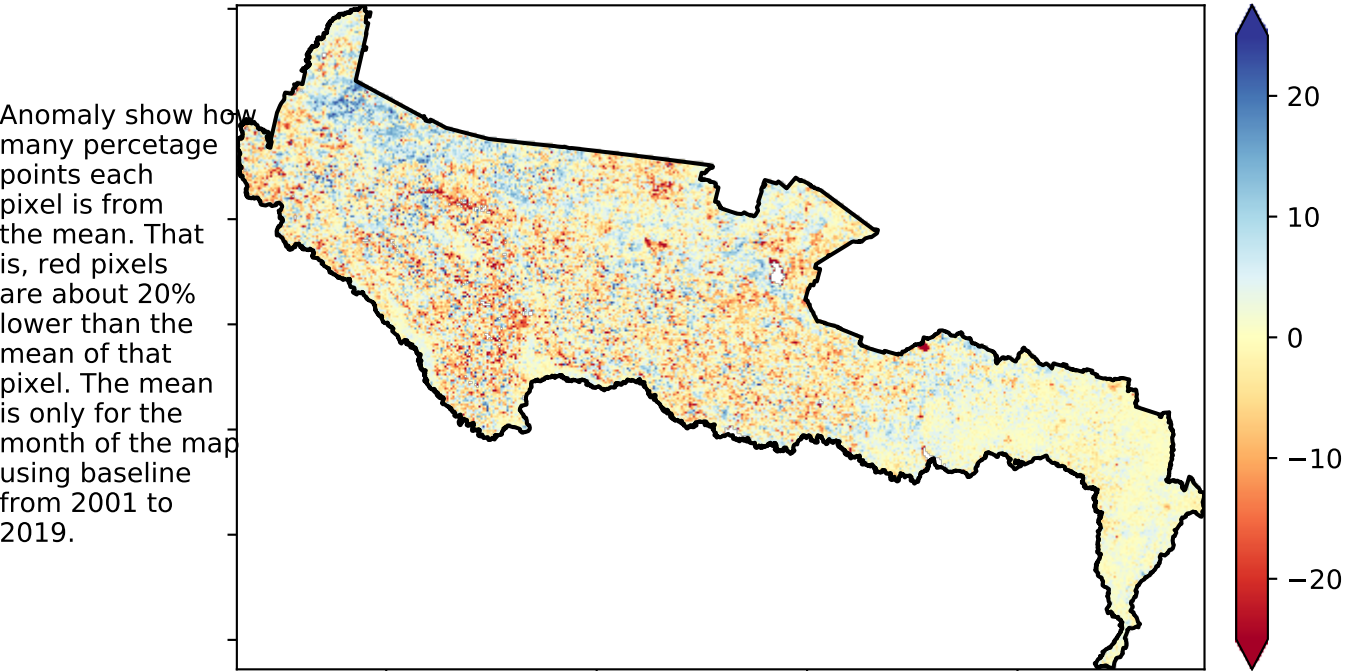 Anomaly show how
many percetage
points each
pixel is from
the mean. That
is, red pixels
are about 20%
lower than the
mean of that
pixel. The mean
is only for the
month of the map
using baseline
from 2001 to
2019.
20
10
0
−10
−20